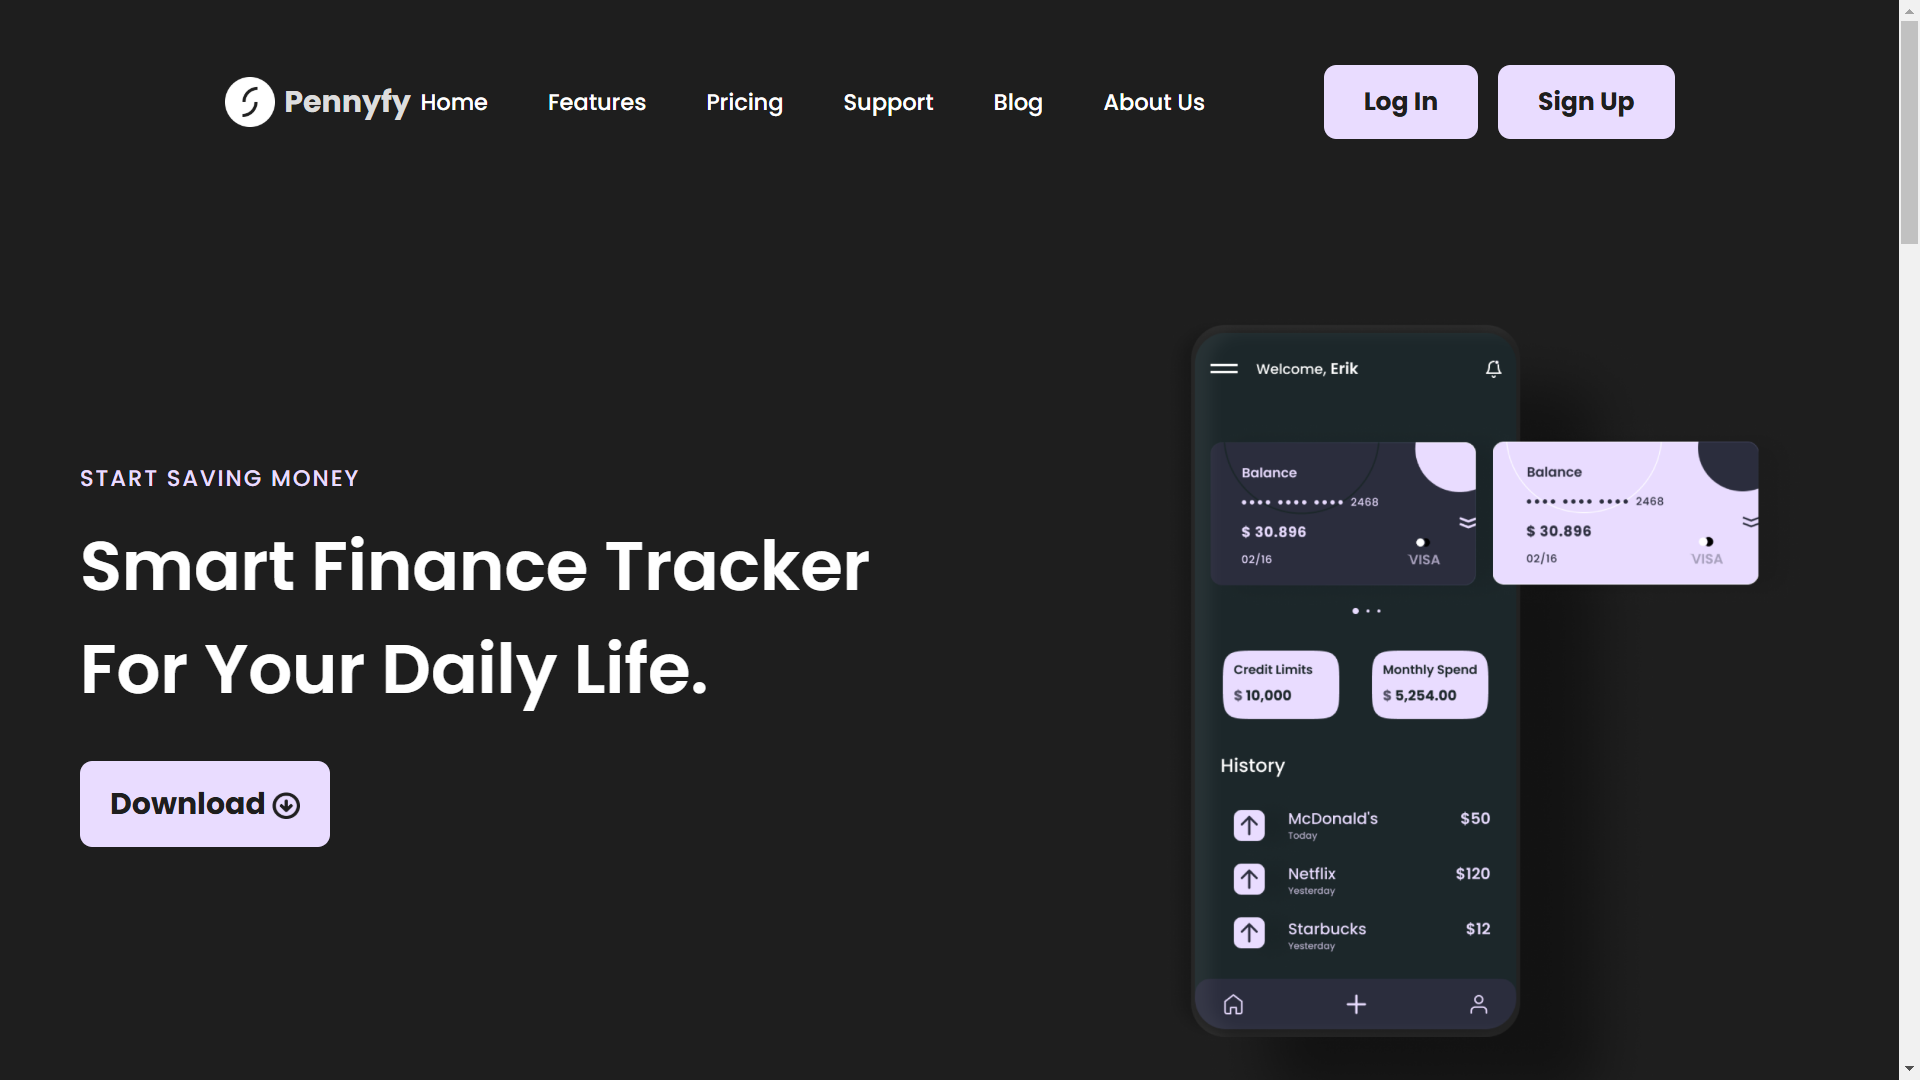 Pennyfy Home Features Pricing Support Blog About Us Log In Sign Up
START SAVING MONEY
Smart Finance Tracker
For Your Daily Life.
Download
Welcome, Erik
Balance
•••• •••• •••• 2468
$ 30.896
02/16
VISA
Balance
•••• •••• •••• 2468
$ 30.896
02/16
VISA
Credit Limits
$ 10,000
Monthly Spend
$ 5,254.00
History
McDonald's $50
Today
Netflix $120
Yesterday
Starbucks $12
Yesterday